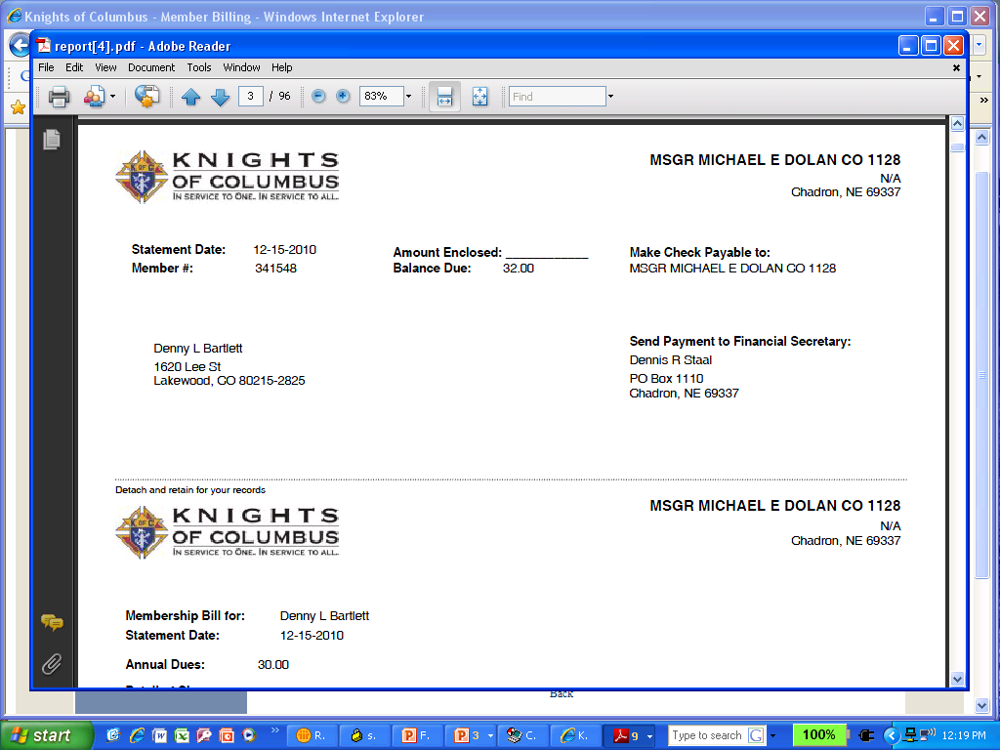 Knights of Columbus - Member Billing - Windows Internet Explorer
report[4].pdf - Adobe Reader
File Edit View Document Tools Window Help
3 / 96 83% Find
KNIGHTS
OF COLUMBUS
IN SERVICE TO ONE. IN SERVICE TO ALL.
MSGR MICHAEL E DOLAN CO 1128
N/A
Chadron, NE 69337
Statement Date: 12-15-2010
Member #: 341548
Amount Enclosed: ____________
Balance Due: 32.00
Make Check Payable to:
MSGR MICHAEL E DOLAN CO 1128
Denny L Bartlett
1620 Lee St
Lakewood, CO 80215-2825
Send Payment to Financial Secretary:
Dennis R Staal
PO Box 1110
Chadron, NE 69337
Detach and retain for your records
KNIGHTS
OF COLUMBUS
IN SERVICE TO ONE. IN SERVICE TO ALL.
MSGR MICHAEL E DOLAN CO 1128
N/A
Chadron, NE 69337
Membership Bill for: Denny L Bartlett
Statement Date: 12-15-2010
Annual Dues: 30.00
Back
start R. s. F. 3 C. K. 9 Type to search 100% 12:19 PM